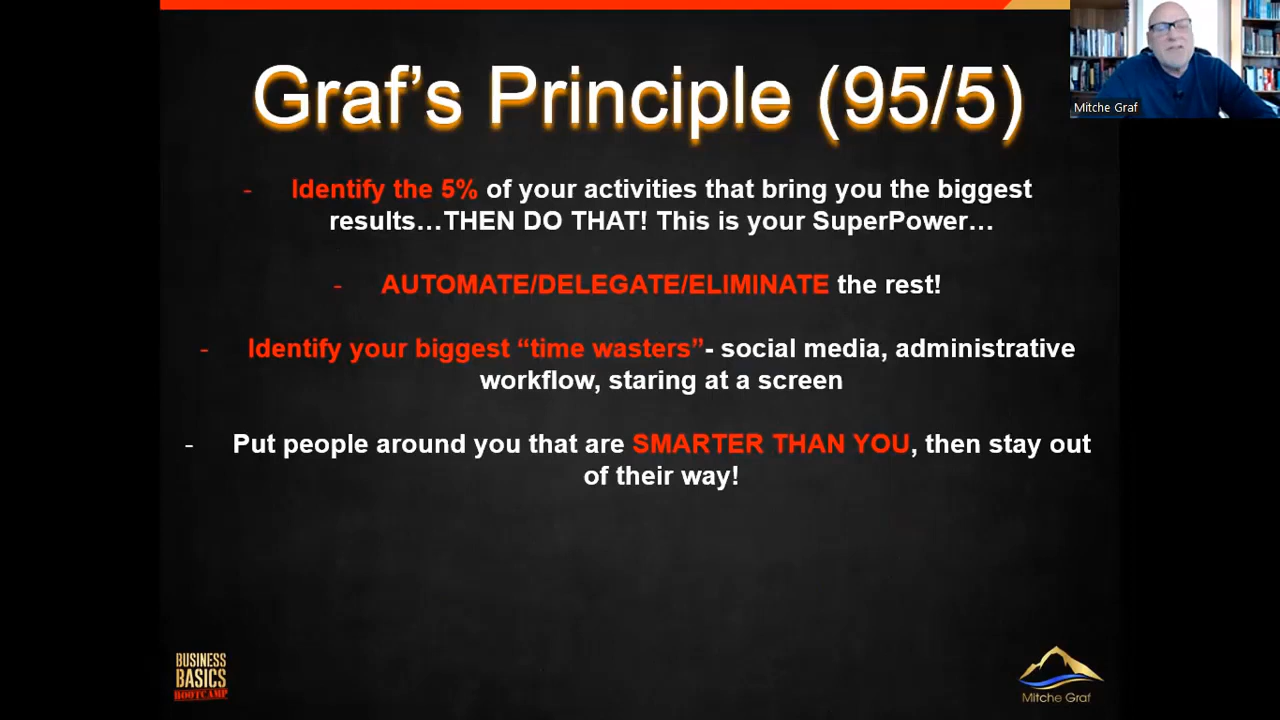 Graf’s Principle (95/5)
Mitche Graf
- Identify the 5% of your activities that bring you the biggest
results…THEN DO THAT! This is your SuperPower…
- AUTOMATE/DELEGATE/ELIMINATE the rest!
- Identify your biggest “time wasters”- social media, administrative
workflow, staring at a screen
- Put people around you that are SMARTER THAN YOU, then stay out
of their way!
BUSINESS
BASICS
BOOTCAMP
Mitche Graf